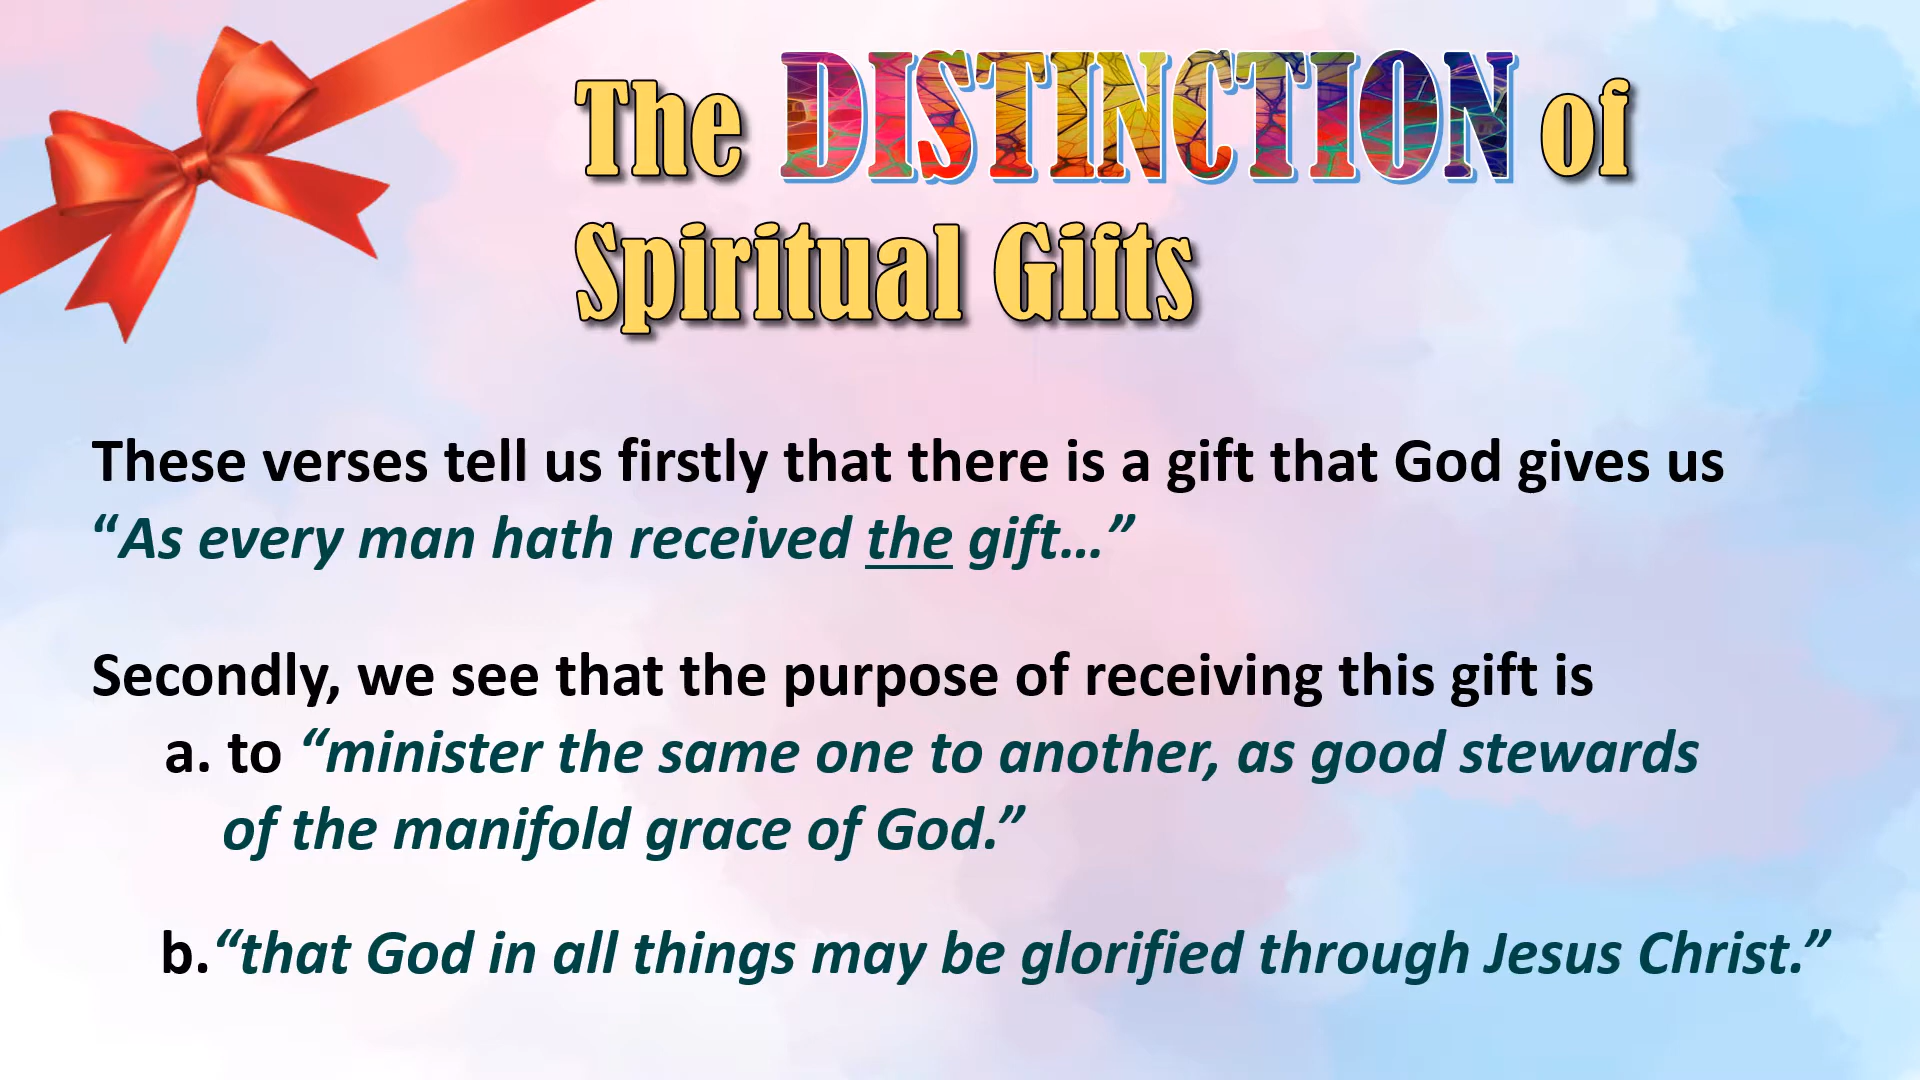 The DISTINCTION of
Spiritual Gifts
These verses tell us firstly that there is a gift that God gives us
“As every man hath received the gift…”
Secondly, we see that the purpose of receiving this gift is
a. to “minister the same one to another, as good stewards
of the manifold grace of God.”
b.“that God in all things may be glorified through Jesus Christ.”